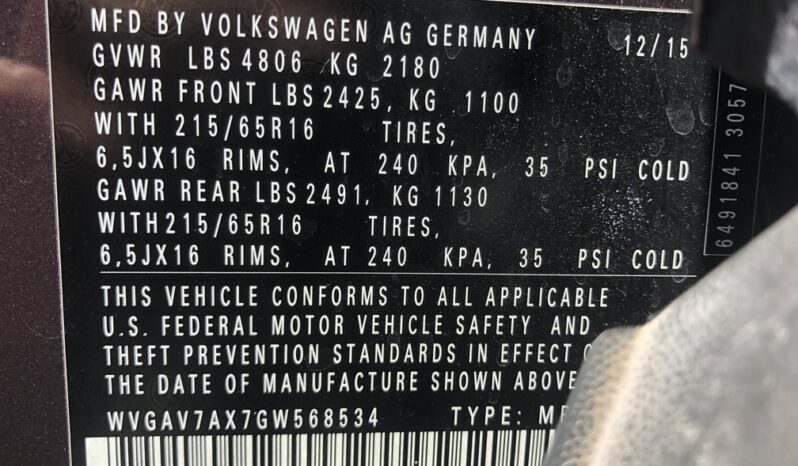 MFD BY VOLKSWAGEN AG GERMANY 12/15
GVWR LBS 4806 KG 2180
GAWR FRONT LBS 2425, KG 1100
WITH 215/65R16 TIRES,
6,5JX16 RIMS, AT 240 KPA, 35 PSI COLD
GAWR REAR LBS 2491, KG 1130
WITH 215/65R16 TIRES,
6,5JX16 RIMS, AT 240 KPA, 35 PSI COLD
THIS VEHICLE CONFORMS TO ALL APPLICABLE
U.S. FEDERAL MOTOR VEHICLE SAFETY AND
THEFT PREVENTION STANDARDS IN EFFECT
THE DATE OF MANUFACTURE SHOWN ABOVE
WVGAV7AX7GW568534 TYPE:
6491841 3057